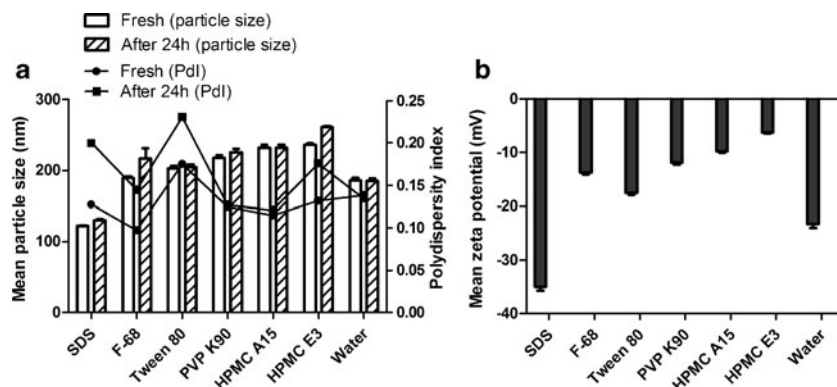 Fresh (particle size)
After 24h (particle size)
Fresh (PdI)
After 24h (PdI)
a
Mean particle size (nm)
300
200
100
0
0.25
0.20
0.15
0.10
0.05
0.00
Polydispersity index
SDS
F-68
Tween 80
PVP K90
HPMC A15
HPMC E3
Water
b
Mean zeta potential (mV)
0
-10
-20
-30
-40
SDS
F-68
Tween 80
PVP K90
HPMC A15
HPMC E3
Water